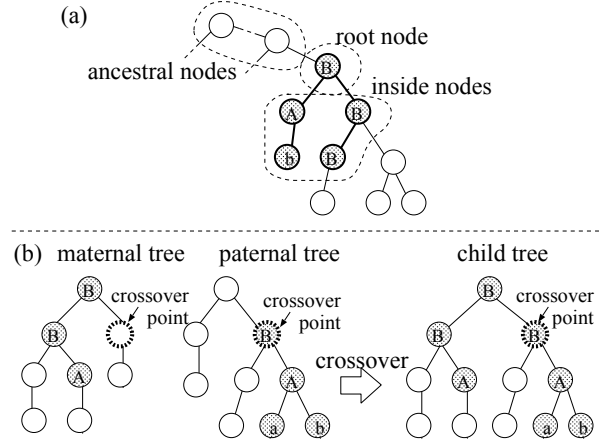 (a)
root node
ancestral nodes
B
inside nodes
A
B
b
B
(b)
maternal tree
paternal tree
child tree
B
crossover
point
B
A
crossover
point
B
A
a
b
crossover
B
crossover
point
B
B
A
A
a
b